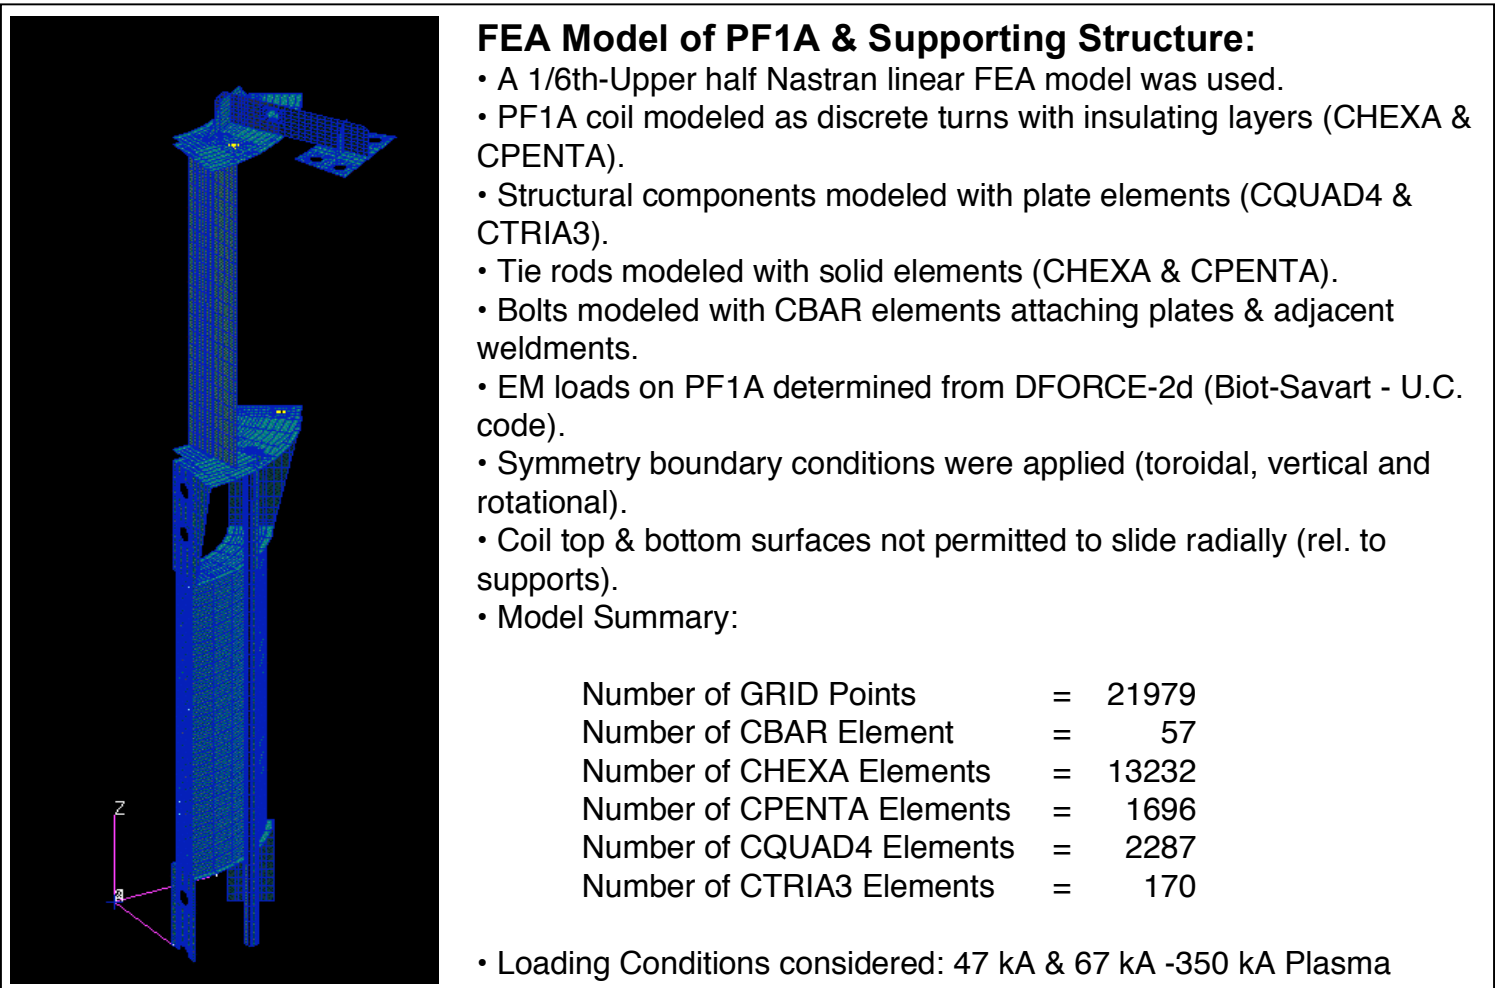 FEA Model of PF1A & Supporting Structure:
• A 1/6th-Upper half Nastran linear FEA model was used.
• PF1A coil modeled as discrete turns with insulating layers (CHEXA &
CPENTA).
• Structural components modeled with plate elements (CQUAD4 &
CTRIA3).
• Tie rods modeled with solid elements (CHEXA & CPENTA).
• Bolts modeled with CBAR elements attaching plates & adjacent
weldments.
• EM loads on PF1A determined from DFORCE-2d (Biot-Savart - U.C.
code).
• Symmetry boundary conditions were applied (toroidal, vertical and
rotational).
• Coil top & bottom surfaces not permitted to slide radially (rel. to
supports).
• Model Summary:
Number of GRID Points = 21979
Number of CBAR Element = 57
Number of CHEXA Elements = 13232
Number of CPENTA Elements = 1696
Number of CQUAD4 Elements = 2287
Number of CTRIA3 Elements = 170
• Loading Conditions considered: 47 kA & 67 kA -350 kA Plasma
Z